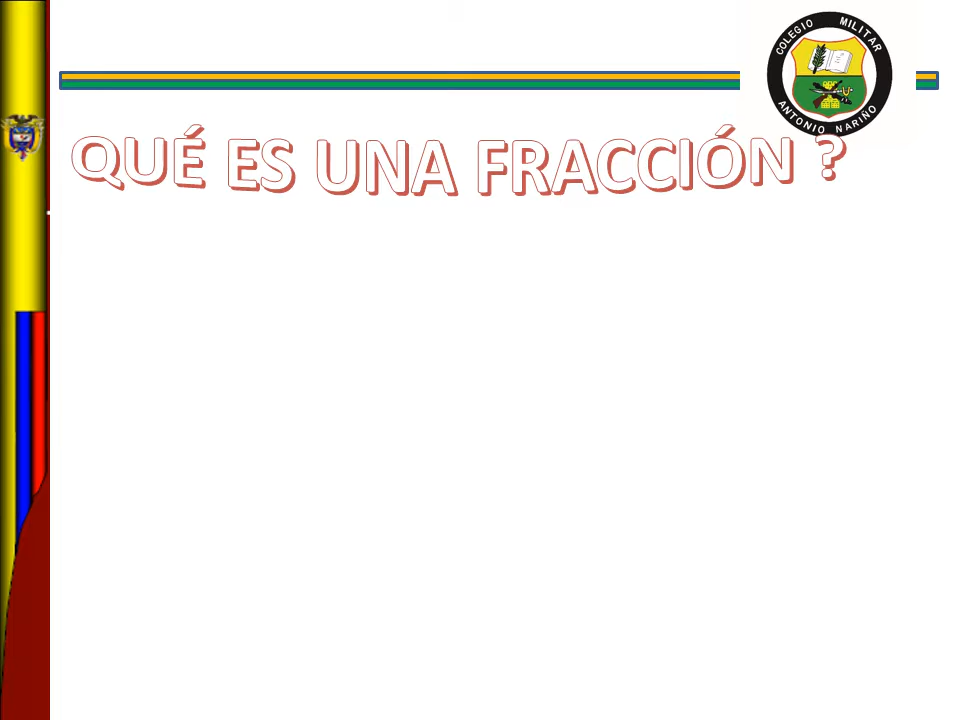 COLEGIO MILITAR
ANTONIO NARIÑO
QUÉ ES UNA FRACCIÓN ?